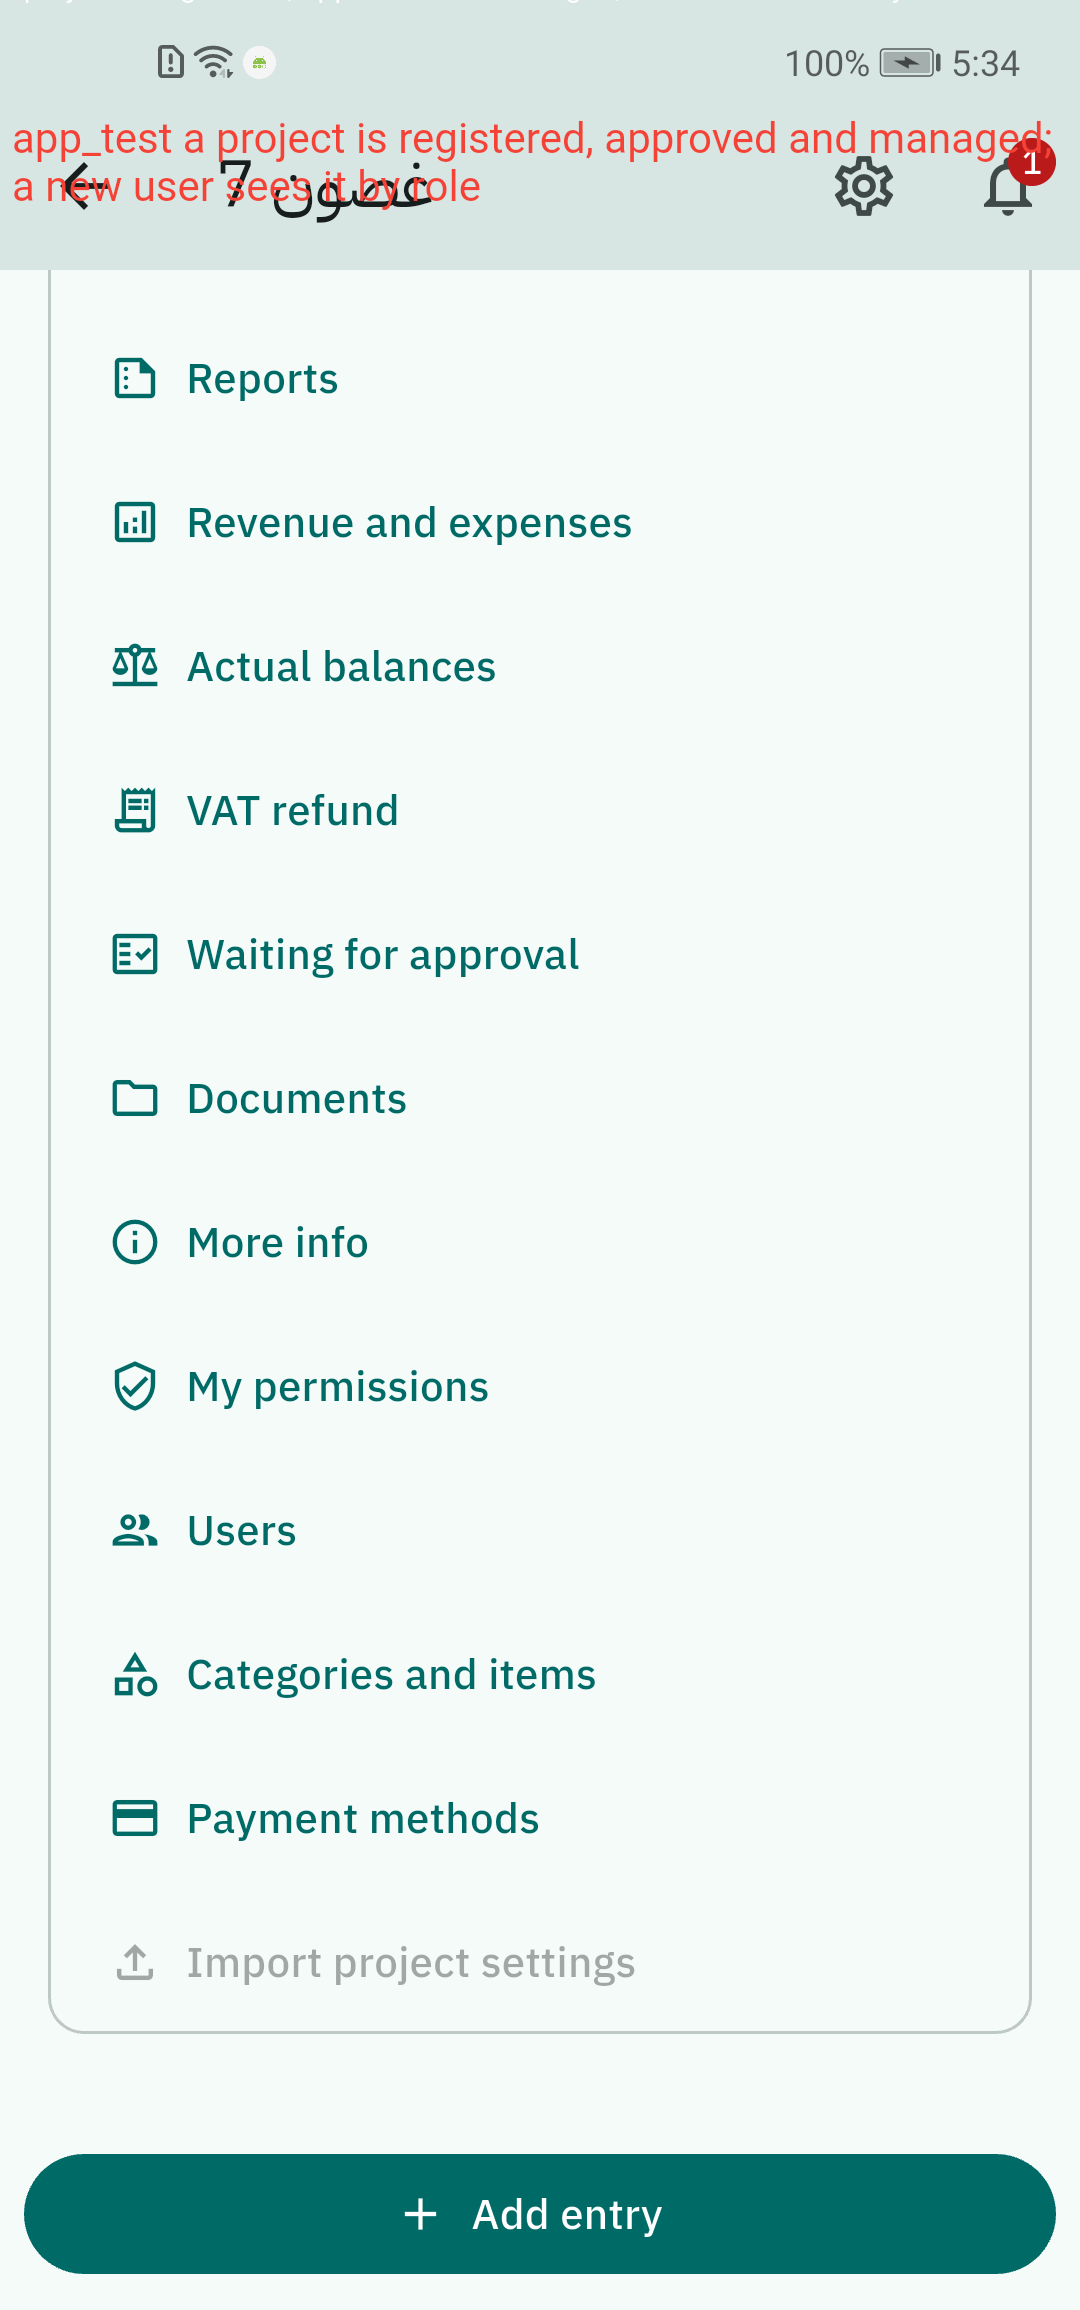 100% 5:34
app_test a project is registered, approved and managed;
a new user sees it by role
غصون 7
1
Reports
Revenue and expenses
Actual balances
VAT refund
Waiting for approval
Documents
More info
My permissions
Users
Categories and items
Payment methods
Import project settings
Add entry